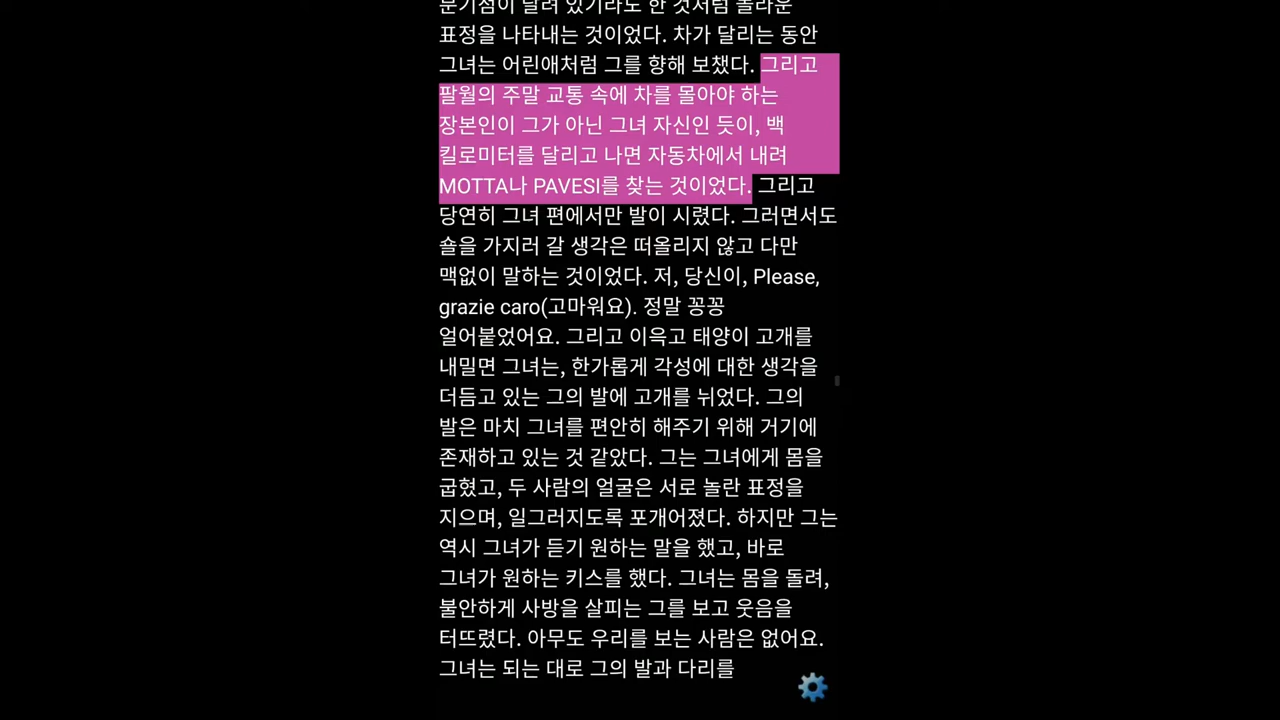 분기점이 달려 있기라도 한 것처럼 놀라운
표정을 나타내는 것이었다. 차가 달리는 동안
그녀는 어린애처럼 그를 향해 보챘다. 그리고
팔월의 주말 교통 속에 차를 몰아야 하는
장본인이 그가 아닌 그녀 자신인 듯이, 백
킬로미터를 달리고 나면 자동차에서 내려
MOTTA나 PAVESI를 찾는 것이었다. 그리고
당연히 그녀 편에서만 발이 시렸다. 그러면서도
숄을 가지러 갈 생각은 떠올리지 않고 다만
맥없이 말하는 것이었다. 저, 당신이, Please,
grazie caro(고마워요). 정말 꽁꽁
얼어붙었어요. 그리고 이윽고 태양이 고개를
내밀면 그녀는, 한가롭게 각성에 대한 생각을
더듬고 있는 그의 발에 고개를 뉘었다. 그의
발은 마치 그녀를 편안히 해주기 위해 거기에
존재하고 있는 것 같았다. 그는 그녀에게 몸을
굽혔고, 두 사람의 얼굴은 서로 놀란 표정을
지으며, 일그러지도록 포개어졌다. 하지만 그는
역시 그녀가 듣기 원하는 말을 했고, 바로
그녀가 원하는 키스를 했다. 그녀는 몸을 돌려,
불안하게 사방을 살피는 그를 보고 웃음을
터뜨렸다. 아무도 우리를 보는 사람은 없어요.
그녀는 되는 대로 그의 발과 다리를